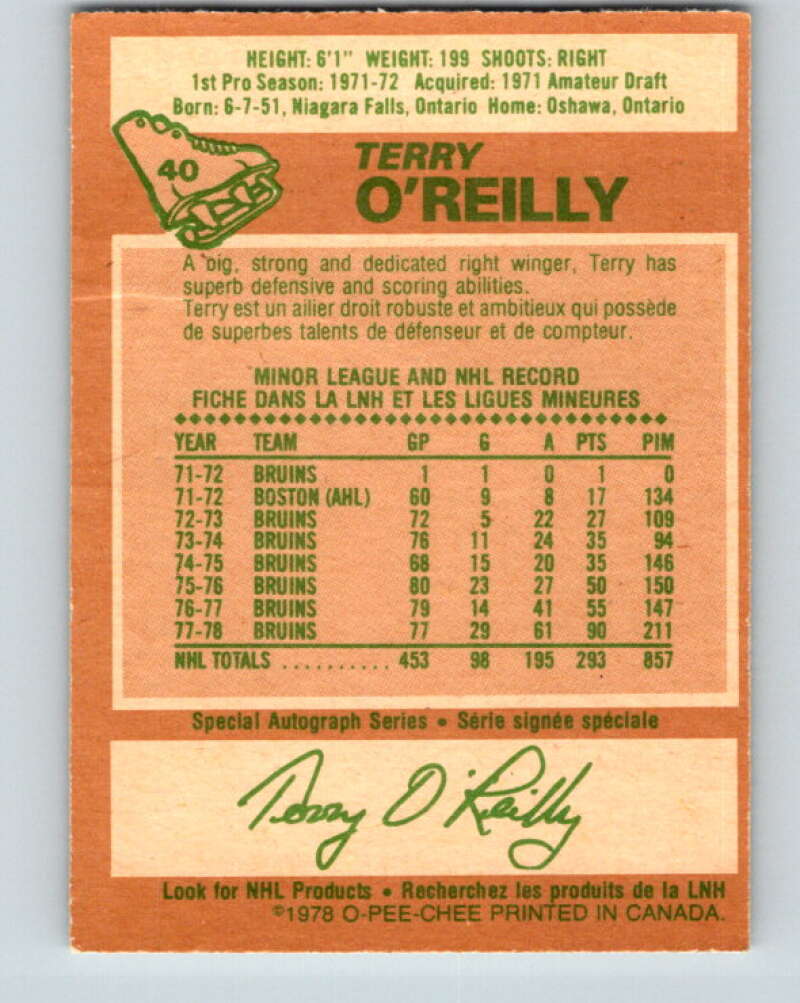 HEIGHT: 6'1" WEIGHT: 199 SHOOTS: RIGHT
1st Pro Season: 1971-72 Acquired: 1971 Amateur Draft
Born: 6-7-51, Niagara Falls, Ontario Home: Oshawa, Ontario
40
TERRY
O'REILLY
A big, strong and dedicated right winger, Terry has
superb defensive and scoring abilities.
Terry est un ailier droit robuste et ambitieux qui possède
de superbes talents de défenseur et de compteur.
MINOR LEAGUE AND NHL RECORD
FICHE DANS LA LNH ET LES LIGUES MINEURES
YEAR TEAM GP G A PTS PIM
71-72 BRUINS 1 1 0 1 0
71-72 BOSTON (AHL) 60 9 8 17 134
72-73 BRUINS 72 5 22 27 109
73-74 BRUINS 76 11 24 35 94
74-75 BRUINS 68 15 20 35 146
75-76 BRUINS 80 23 27 50 150
76-77 BRUINS 79 14 41 55 147
77-78 BRUINS 77 29 61 90 211
NHL TOTALS .......... 453 98 195 293 857
Special Autograph Series • Série signée spéciale
Terry O'Reilly
Look for NHL Products • Recherchez les produits de la LNH
©1978 O-PEE-CHEE PRINTED IN CANADA.